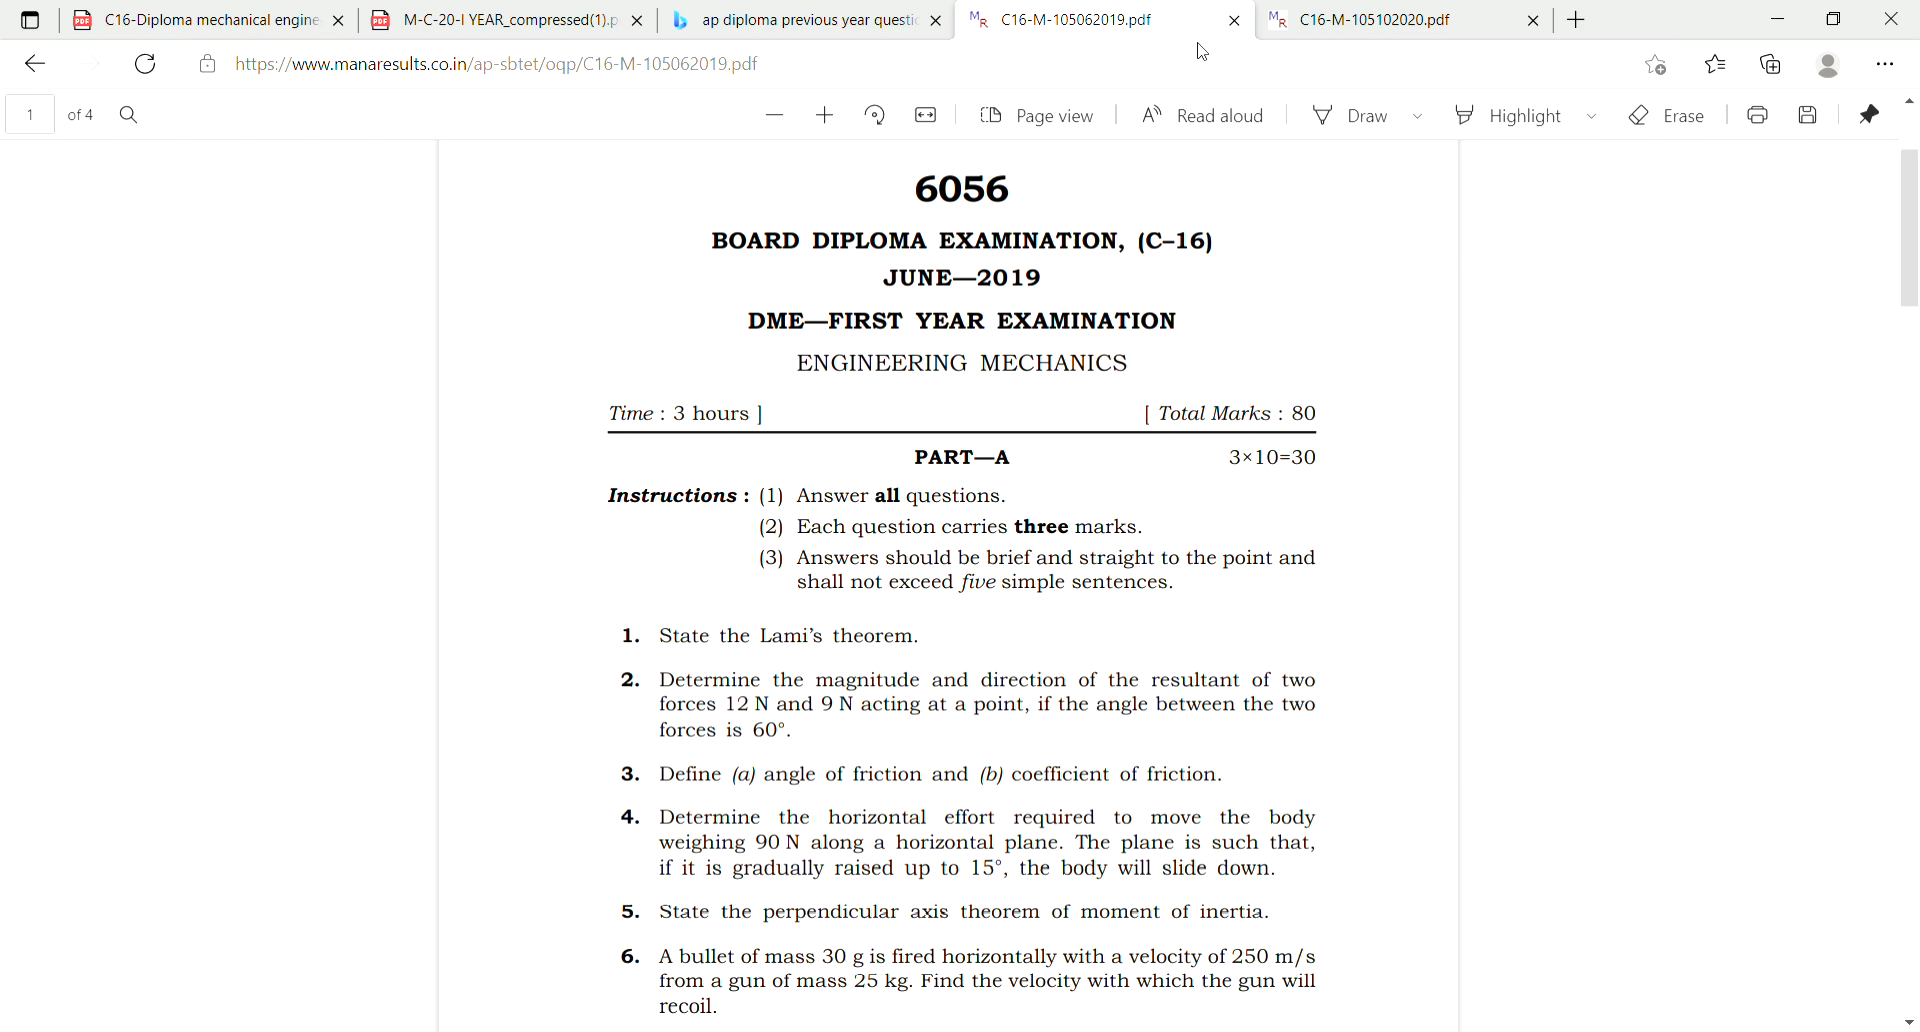 C16-Diploma mechanical engine
M-C-20-I YEAR_compressed(1).p
ap diploma previous year questic
C16-M-105062019.pdf
C16-M-105102020.pdf
https://www.manaresults.co.in/ap-sbtet/oqp/C16-M-105062019.pdf
1 of 4
Page view
Read aloud
Draw
Highlight
Erase
6056
BOARD DIPLOMA EXAMINATION, (C–16)
JUNE—2019
DME—FIRST YEAR EXAMINATION
ENGINEERING MECHANICS
Time : 3 hours ] [ Total Marks : 80
PART—A 3×10=30
Instructions : (1) Answer all questions.
(2) Each question carries three marks.
(3) Answers should be brief and straight to the point and
shall not exceed five simple sentences.
1. State the Lami’s theorem.
2. Determine the magnitude and direction of the resultant of two
forces 12 N and 9 N acting at a point, if the angle between the two
forces is 60°.
3. Define (a) angle of friction and (b) coefficient of friction.
4. Determine the horizontal effort required to move the body
weighing 90 N along a horizontal plane. The plane is such that,
if it is gradually raised up to 15°, the body will slide down.
5. State the perpendicular axis theorem of moment of inertia.
6. A bullet of mass 30 g is fired horizontally with a velocity of 250 m/s
from a gun of mass 25 kg. Find the velocity with which the gun will
recoil.